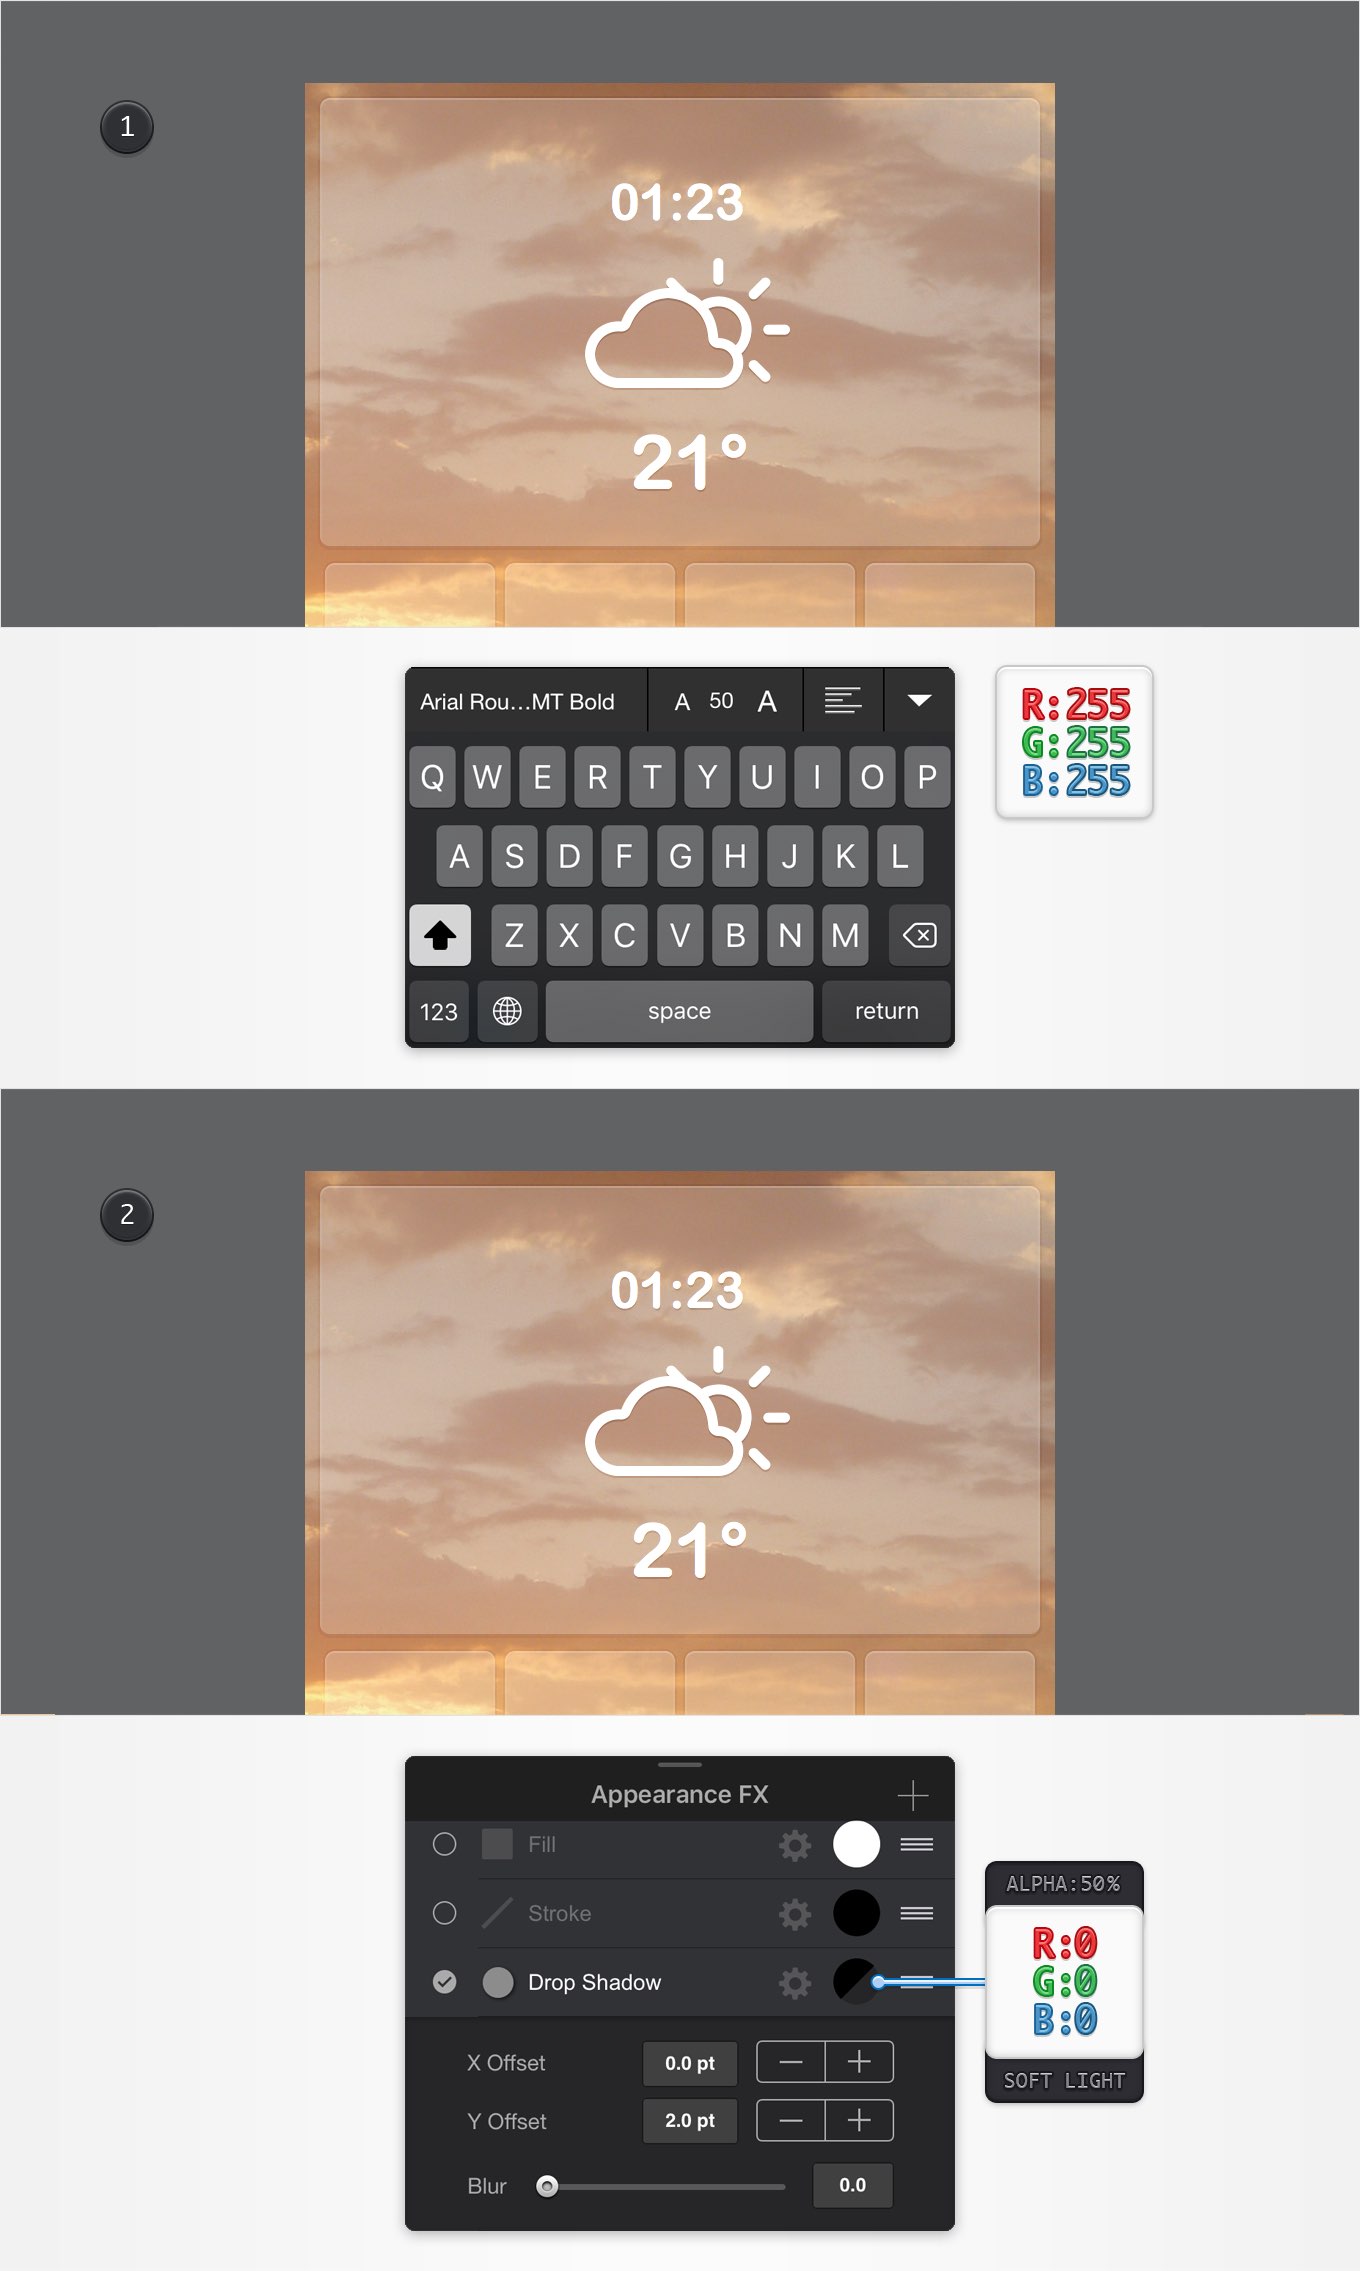 1
01:23
21°
Arial Rou...MT Bold A 50 A
R:255
G:255
B:255
Q W E R T Y U I O P
A S D F G H J K L
Z X C V B N M
123 space return
2
01:23
21°
Appearance FX
Fill
Stroke
Drop Shadow
ALPHA:50%
R:0
G:0
B:0
SOFT LIGHT
X Offset 0.0 pt
Y Offset 2.0 pt
Blur 0.0